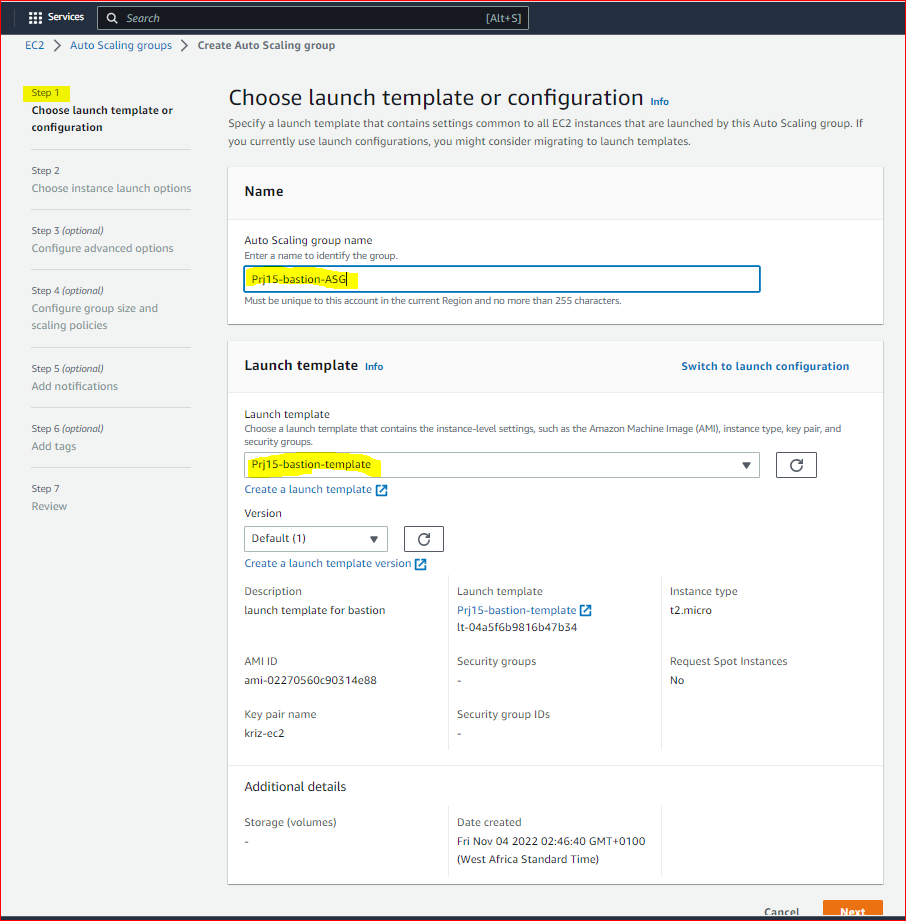 Services
Search
[Alt+S]
EC2 > Auto Scaling groups > Create Auto Scaling group
Step 1
Choose launch template or
configuration
Step 2
Choose instance launch options
Step 3 (optional)
Configure advanced options
Step 4 (optional)
Configure group size and
scaling policies
Step 5 (optional)
Add notifications
Step 6 (optional)
Add tags
Step 7
Review
Choose launch template or configuration Info
Specify a launch template that contains settings common to all EC2 instances that are launched by this Auto Scaling group. If
you currently use launch configurations, you might consider migrating to launch templates.
Name
Auto Scaling group name
Enter a name to identify the group.
Prj15-bastion-ASG
Must be unique to this account in the current Region and no more than 255 characters.
Launch template Info
Switch to launch configuration
Launch template
Choose a launch template that contains the instance-level settings, such as the Amazon Machine Image (AMI), instance type, key pair, and
security groups.
Prj15-bastion-template
Create a launch template
Version
Default (1)
Create a launch template version
Description
launch template for bastion
Launch template
Prj15-bastion-template
lt-04a5f6b9816b47b34
Instance type
t2.micro
AMI ID
ami-02270560c90314e88
Security groups
-
Request Spot Instances
No
Key pair name
kriz-ec2
Security group IDs
-
Additional details
Storage (volumes)
-
Date created
Fri Nov 04 2022 02:46:40 GMT+0100
(West Africa Standard Time)
Cancel
Next